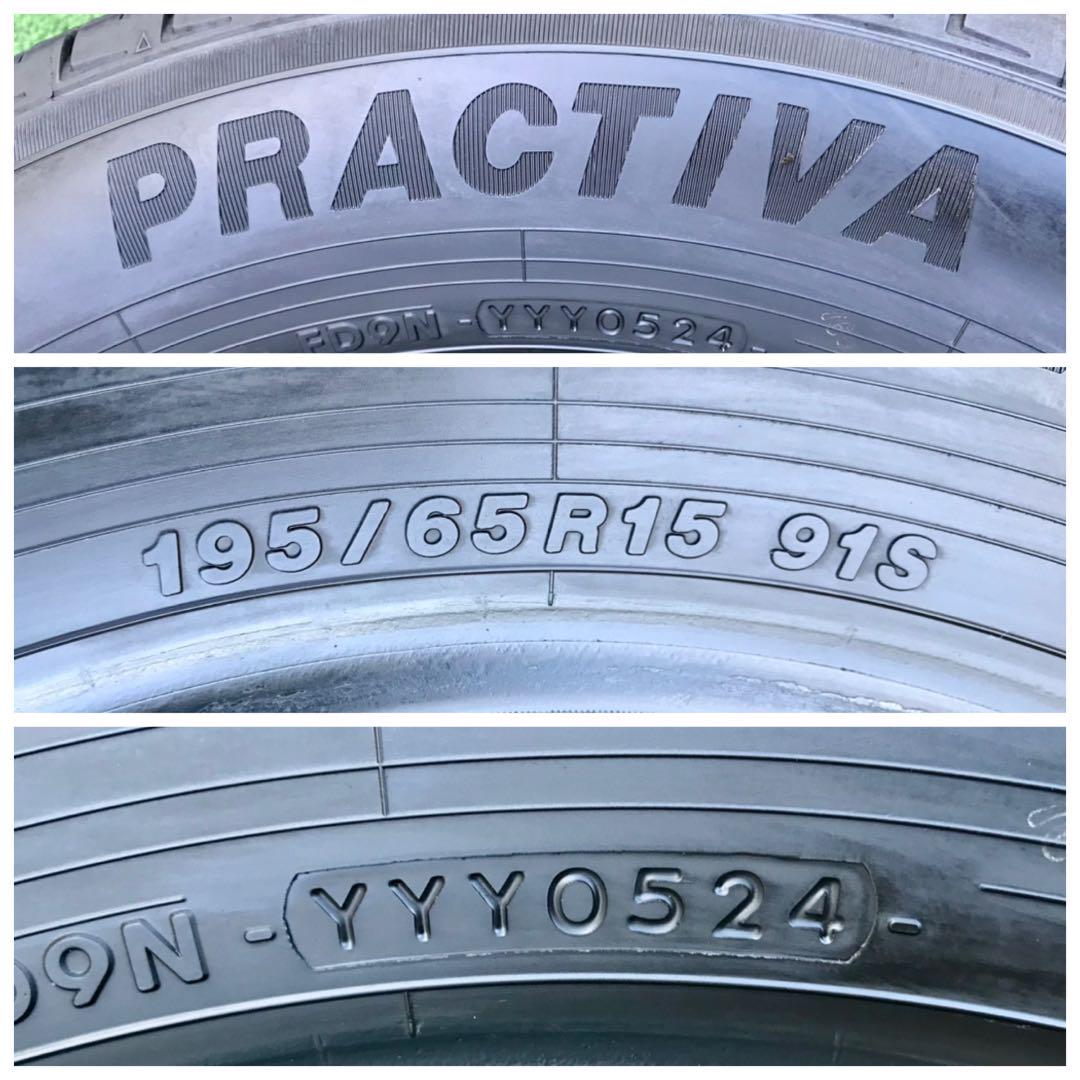 PRACTIVA
FD9N -YYY0524-
195/65R15 91S
D9N -YYY0524-